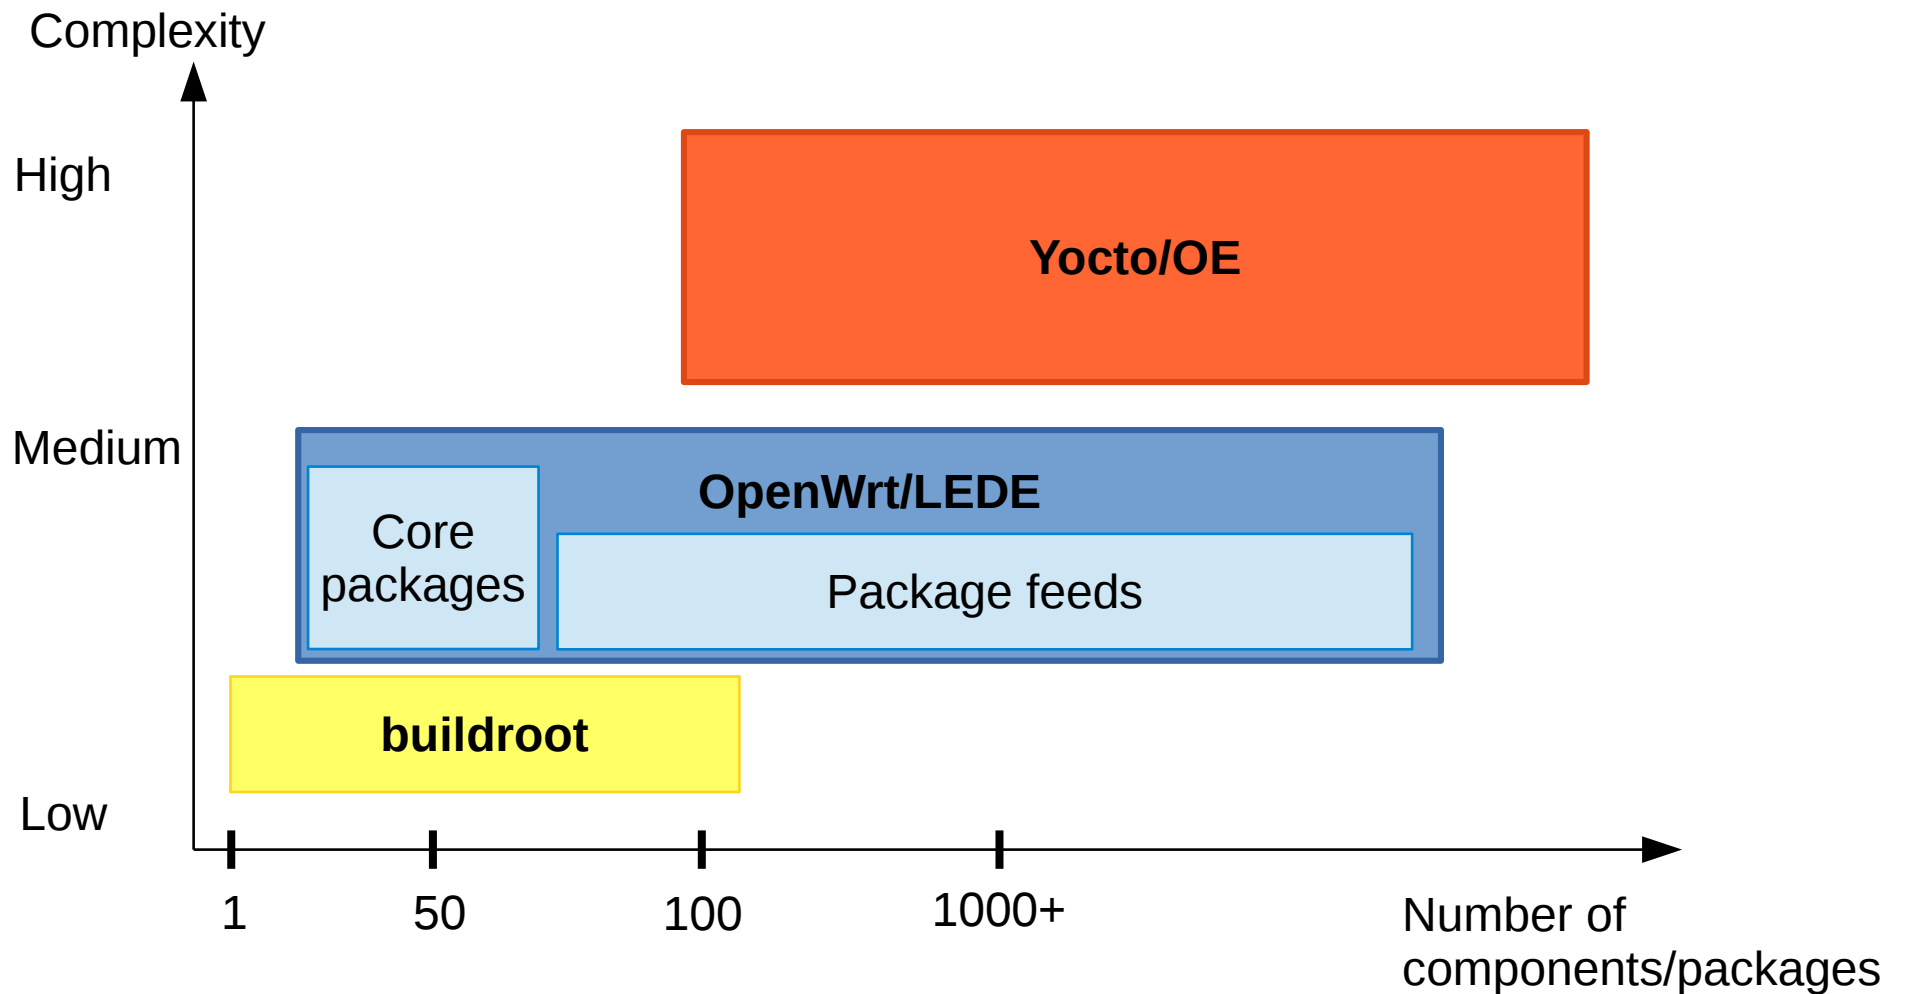 Complexity
High
Yocto/OE
Medium
OpenWrt/LEDE
Core
packages
Package feeds
buildroot
Low
1
50
100
1000+
Number of
components/packages